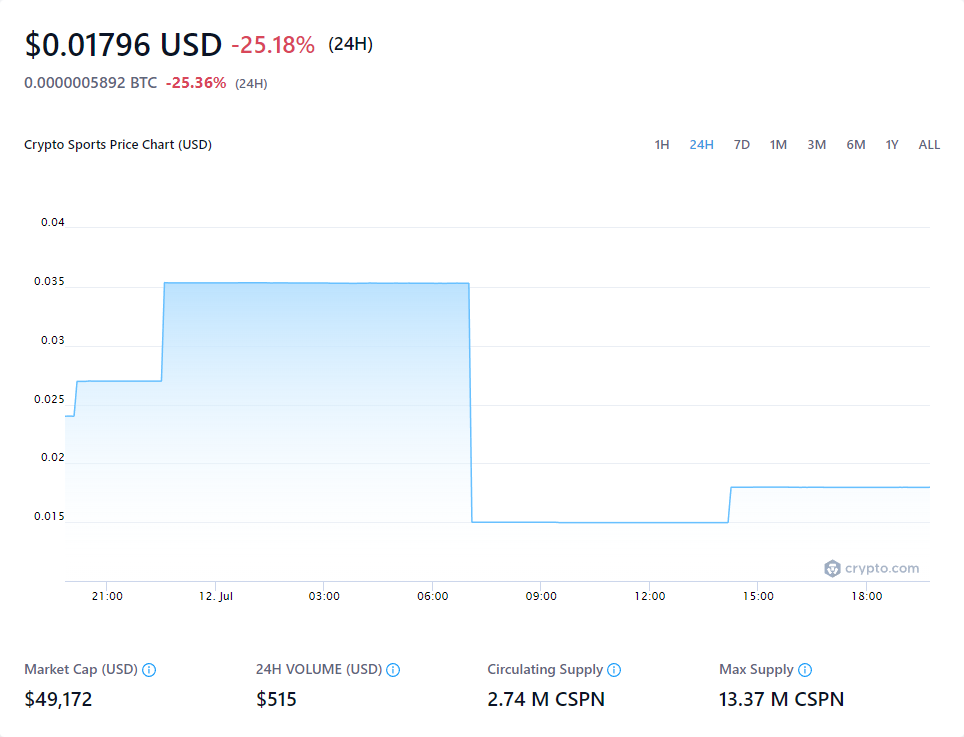 $0.01796 USD -25.18% (24H)
0.0000005892 BTC -25.36% (24H)
Crypto Sports Price Chart (USD) 1H 24H 7D 1M 3M 6M 1Y ALL
0.04
0.035
0.03
0.025
0.02
0.015
crypto.com
21:00 12. Jul 03:00 06:00 09:00 12:00 15:00 18:00
Market Cap (USD) 24H VOLUME (USD) Circulating Supply Max Supply
$49,172 $515 2.74 M CSPN 13.37 M CSPN